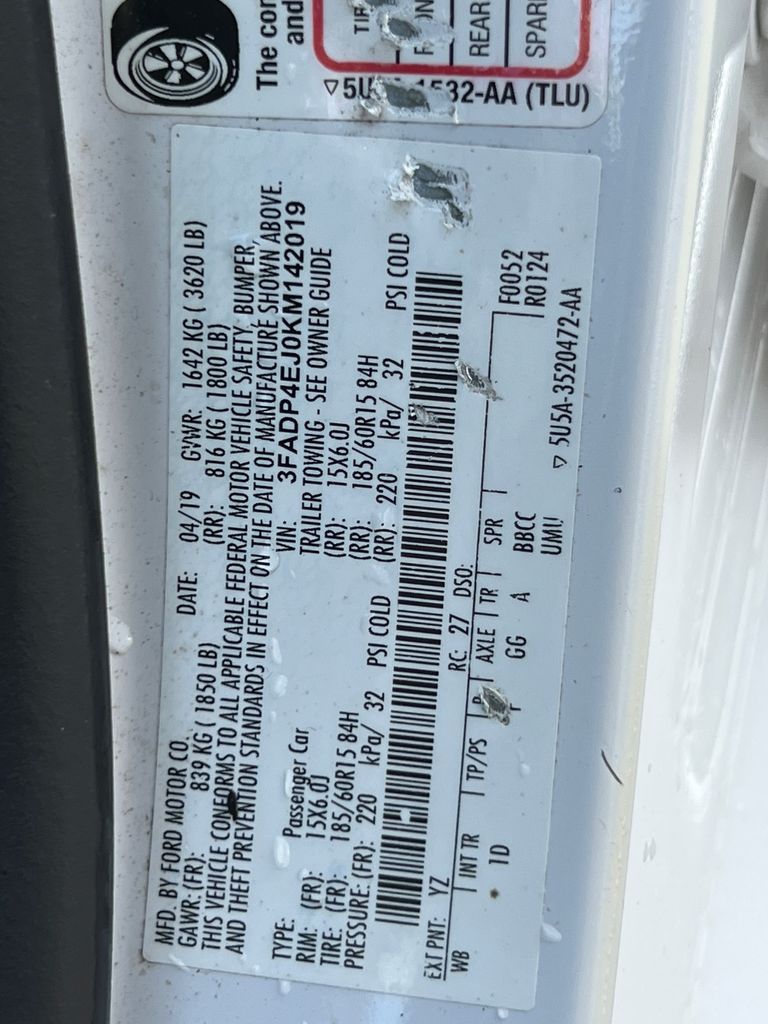 The con
and
TIR
REAR
SPAR
▽5U 1532-AA (TLU)
MFD. BY FORD MOTOR CO.
DATE: 04/19 GVWR: 1642 KG ( 3620 LB)
GAWR: (FR): 839 KG ( 1850 LB) (RR): 816 KG ( 1800 LB)
THIS VEHICLE CONFORMS TO ALL APPLICABLE FEDERAL MOTOR VEHICLE SAFETY, BUMPER,
AND THEFT PREVENTION STANDARDS IN EFFECT ON THE DATE OF MANUFACTURE SHOWN ABOVE.
VIN: 3FADP4EJ0KM142019
TYPE: Passenger Car TRAILER TOWING - SEE OWNER GUIDE
RIM: (FR): 15X6.0J (RR): 15X6.0J
TIRE: (FR): 185/60R15 84H (RR): 185/60R15 84H
PRESSURE: (FR): 220 kPa/ 32 PSI COLD (RR): 220 kPa/ 32 PSI COLD
EXT PNT: YZ RC: 27 DSO:
WB INT TR TP/PS R AXLE TR SPR F0052
1D GG A BBCC R0124
UMU
▽ 5U5A-3520472-AA